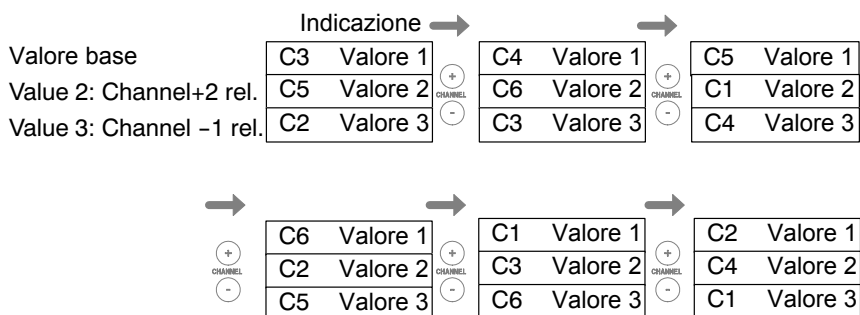 Indicazione
Valore base C3 Valore 1 C4 Valore 1 C5 Valore 1
Value 2: Channel+2 rel. C5 Valore 2 + CHANNEL - C6 Valore 2 + CHANNEL - C1 Valore 2
Value 3: Channel −1 rel. C2 Valore 3 C3 Valore 3 C4 Valore 3
C6 Valore 1 C1 Valore 1 C2 Valore 1
+ CHANNEL - C2 Valore 2 + CHANNEL - C3 Valore 2 + CHANNEL - C4 Valore 2
C5 Valore 3 C6 Valore 3 C1 Valore 3